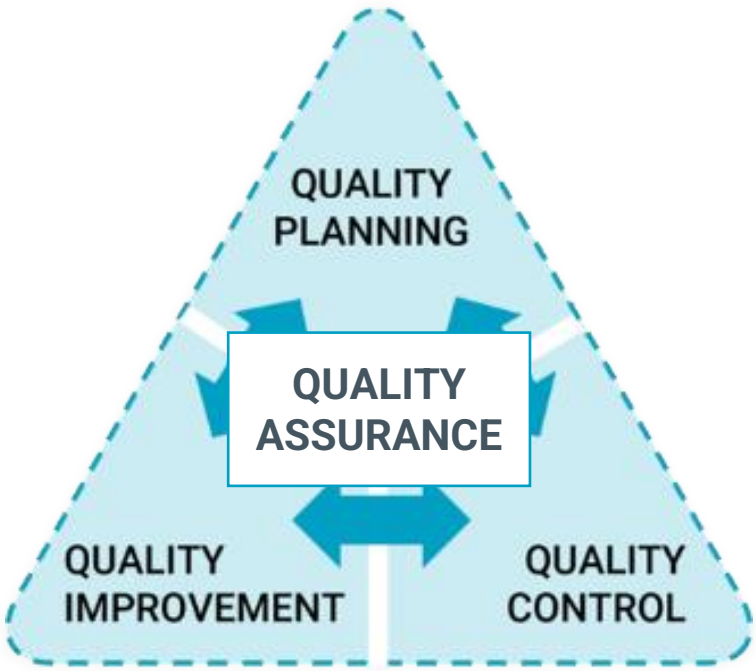 QUALITY
PLANNING
QUALITY
ASSURANCE
QUALITY
IMPROVEMENT
QUALITY
CONTROL